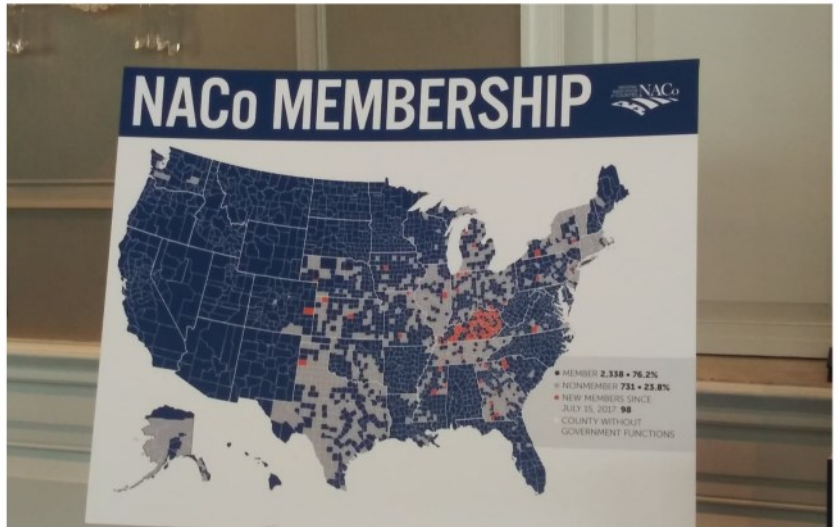 NACo MEMBERSHIP
NACo
MEMBER 2,338 • 76.2%
NONMEMBER 731 • 23.8%
NEW MEMBERS SINCE
JULY 15, 2017: 98
COUNTY WITHOUT
GOVERNMENT FUNCTIONS